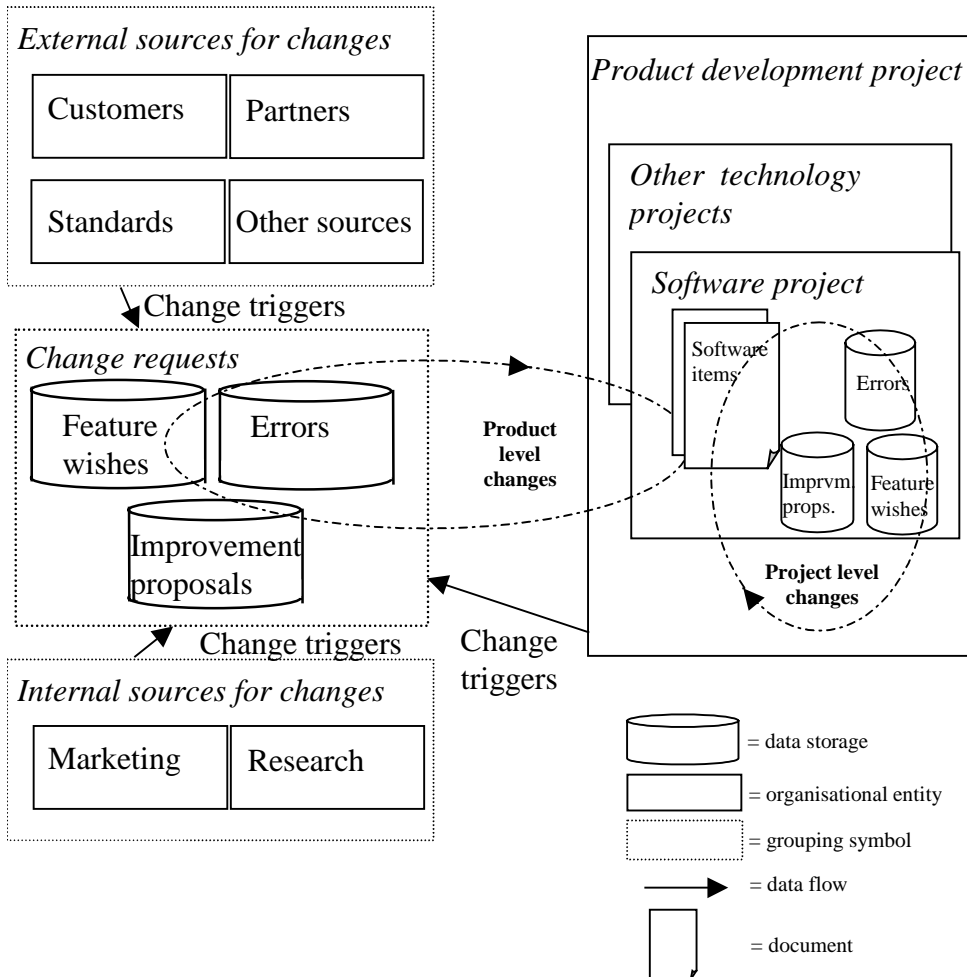 External sources for changes
Customers
Partners
Standards
Other sources
Change triggers
Change requests
Feature
wishes
Errors
Improvement
proposals
Change triggers
Internal sources for changes
Marketing
Research
Product
level
changes
Change
triggers
Product development project
Other technology
projects
Software project
Software
items
Errors
Imprvm.
props.
Feature
wishes
Project level
changes
= data storage
= organisational entity
= grouping symbol
= data flow
= document